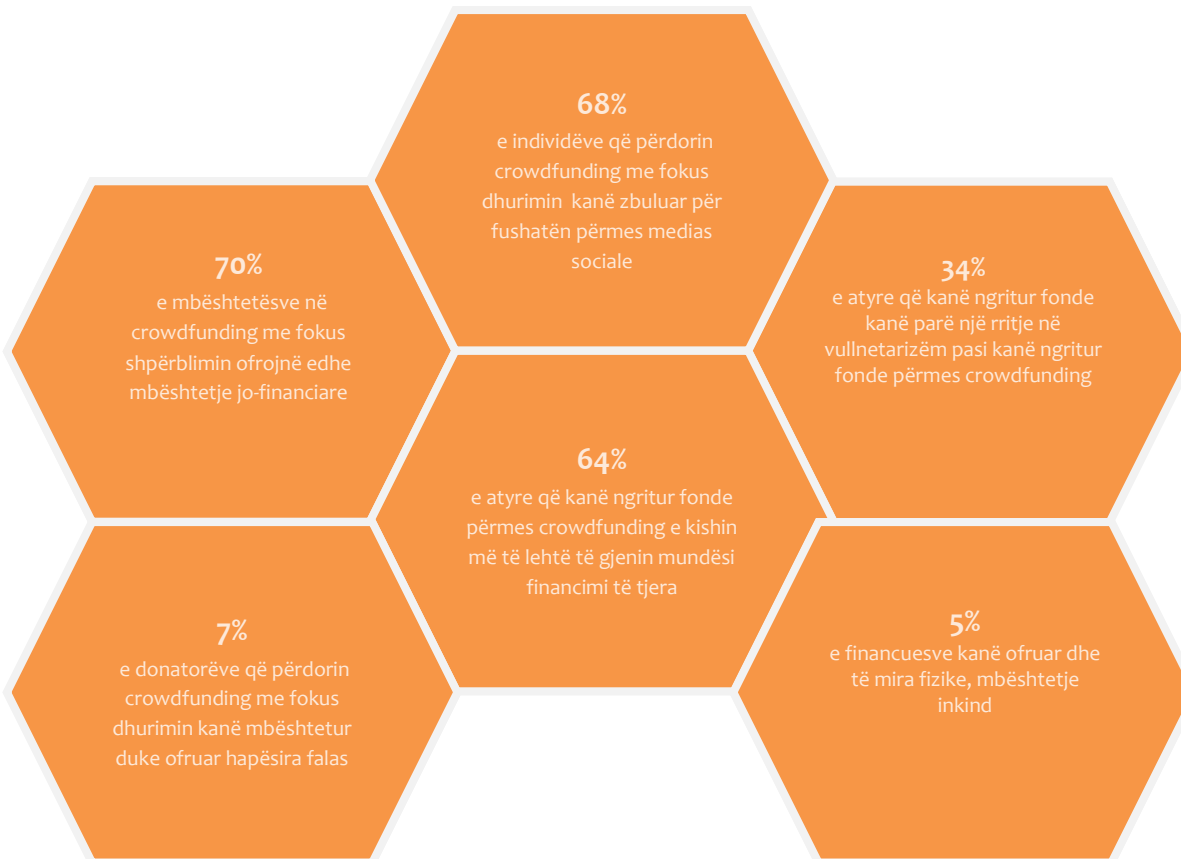 68%
e individëve që përdorin
crowdfunding me fokus
dhurimin kanë zbuluar për
fushatën përmes medias
sociale
70%
e mbështetësve në
crowdfunding me fokus
shpërblimin ofrojnë edhe
mbështetje jo-financiare
34%
e atyre që kanë ngritur fonde
kanë parë një rritje në
vullnetarizëm pasi kanë ngritur
fonde përmes crowdfunding
64%
e atyre që kanë ngritur fonde
përmes crowdfunding e kishin
më të lehtë të gjenin mundësi
financimi të tjera
7%
e donatorëve që përdorin
crowdfunding me fokus
dhurimin kanë mbështetur
duke ofruar hapësira falas
5%
e financuesve kanë ofruar dhe
të mira fizike, mbështetje
inkind